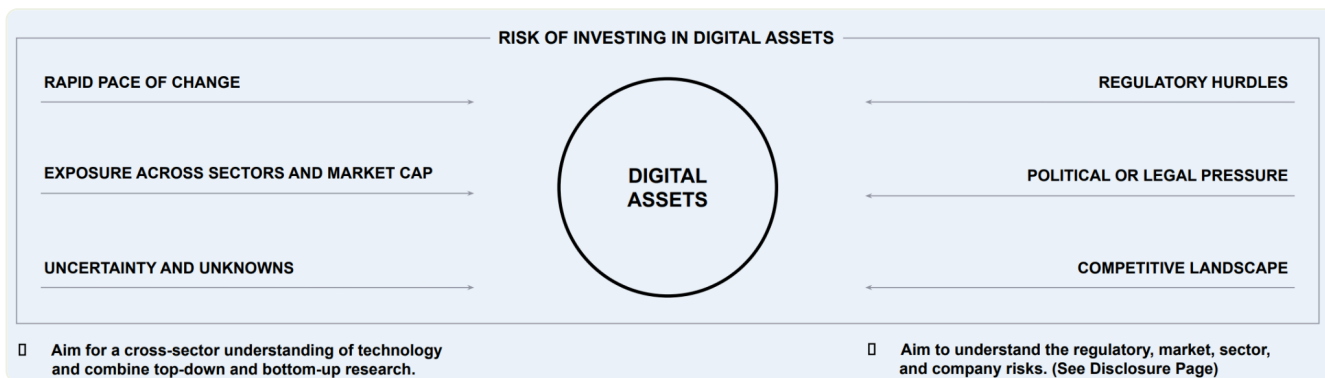 RISK OF INVESTING IN DIGITAL ASSETS
RAPID PACE OF CHANGE
EXPOSURE ACROSS SECTORS AND MARKET CAP
UNCERTAINTY AND UNKNOWNS
DIGITAL
ASSETS
REGULATORY HURDLES
POLITICAL OR LEGAL PRESSURE
COMPETITIVE LANDSCAPE
Aim for a cross-sector understanding of technology
and combine top-down and bottom-up research.
Aim to understand the regulatory, market, sector,
and company risks. (See Disclosure Page)